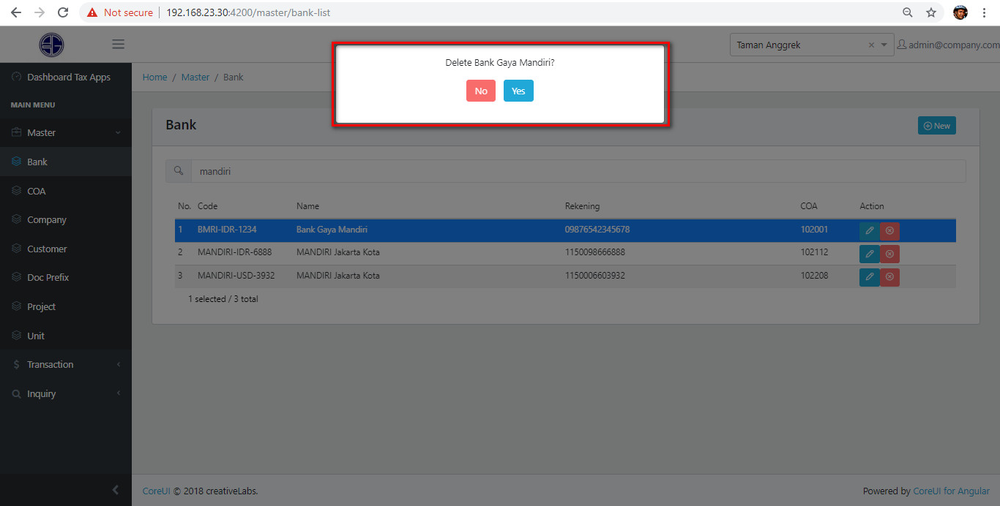 Not secure | 192.168.23.30:4200/master/bank-list
Taman Anggrek × admin@company.com
Delete Bank Gaya Mandiri?
No Yes
Dashboard Tax Apps
MAIN MENU
Master
Bank
COA
Company
Customer
Doc Prefix
Project
Unit
$ Transaction
Inquiry
Home / Master / Bank
Bank
New
mandiri
No. Code Name Rekening COA Action
1 BMRI-IDR-1234 Bank Gaya Mandiri 09876542345678 102001
2 MANDIRI-IDR-6888 MANDIRI Jakarta Kota 1150098666888 102112
3 MANDIRI-USD-3932 MANDIRI Jakarta Kota 1150006603932 102208
1 selected / 3 total
CoreUI © 2018 creativeLabs.
Powered by CoreUI for Angular